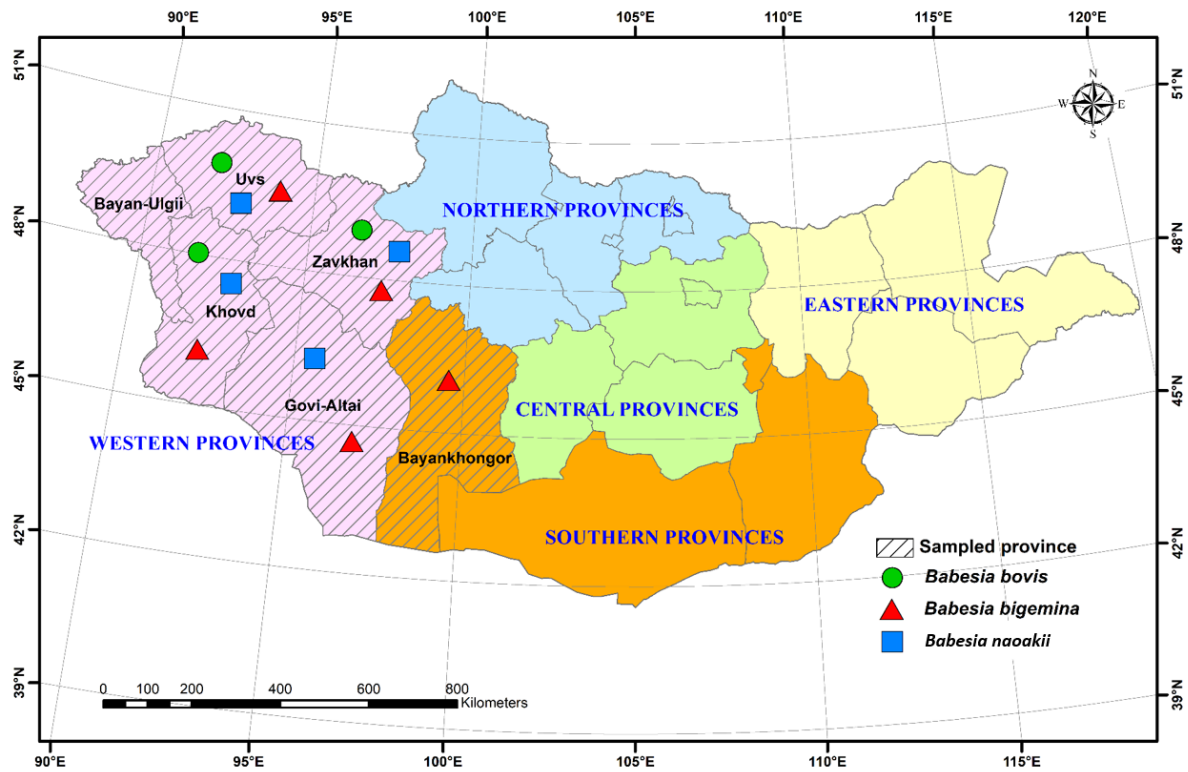 90°E 95°E 100°E 105°E 110°E 115°E 120°E
51°N
51°N
N
W E
S
Uvs
Bayan-Ulgii
NORTHERN PROVINCES
48°N
48°N
Zavkhan
Khovd
EASTERN PROVINCES
45°N
45°N
Govi-Altai
CENTRAL PROVINCES
WESTERN PROVINCES
Bayankhongor
42°N
42°N
SOUTHERN PROVINCES
Sampled province
Babesia bovis
Babesia bigemina
Babesia naoakii
39°N
39°N
0 100 200 400 600 800
Kilometers
90°E 95°E 100°E 105°E 110°E 115°E